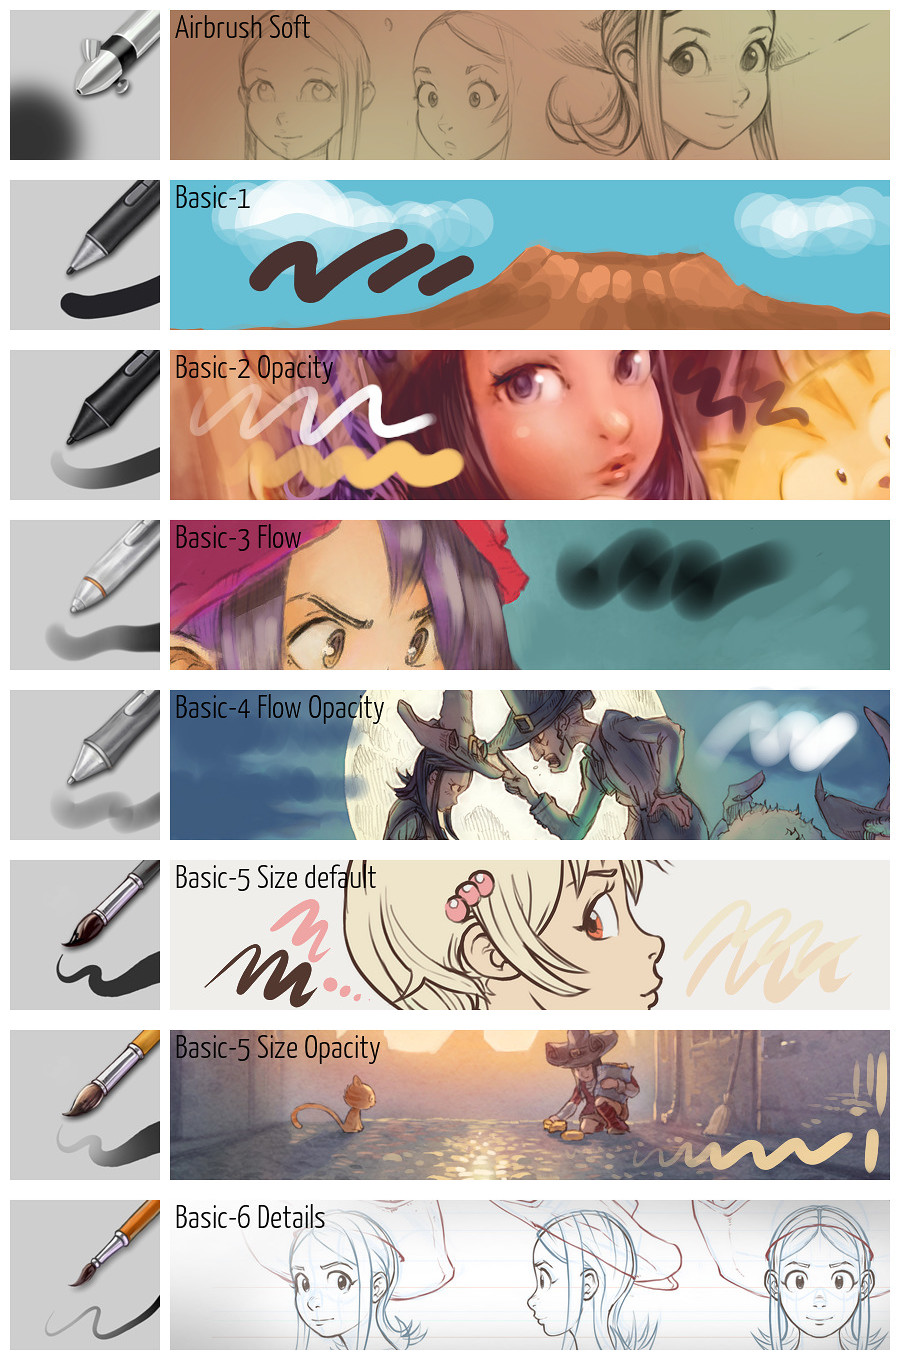 Airbrush Soft
Basic-1
Basic-2 Opacity
Basic-3 Flow
Basic-4 Flow Opacity
Basic-5 Size default
Basic-5 Size Opacity
Basic-6 Details